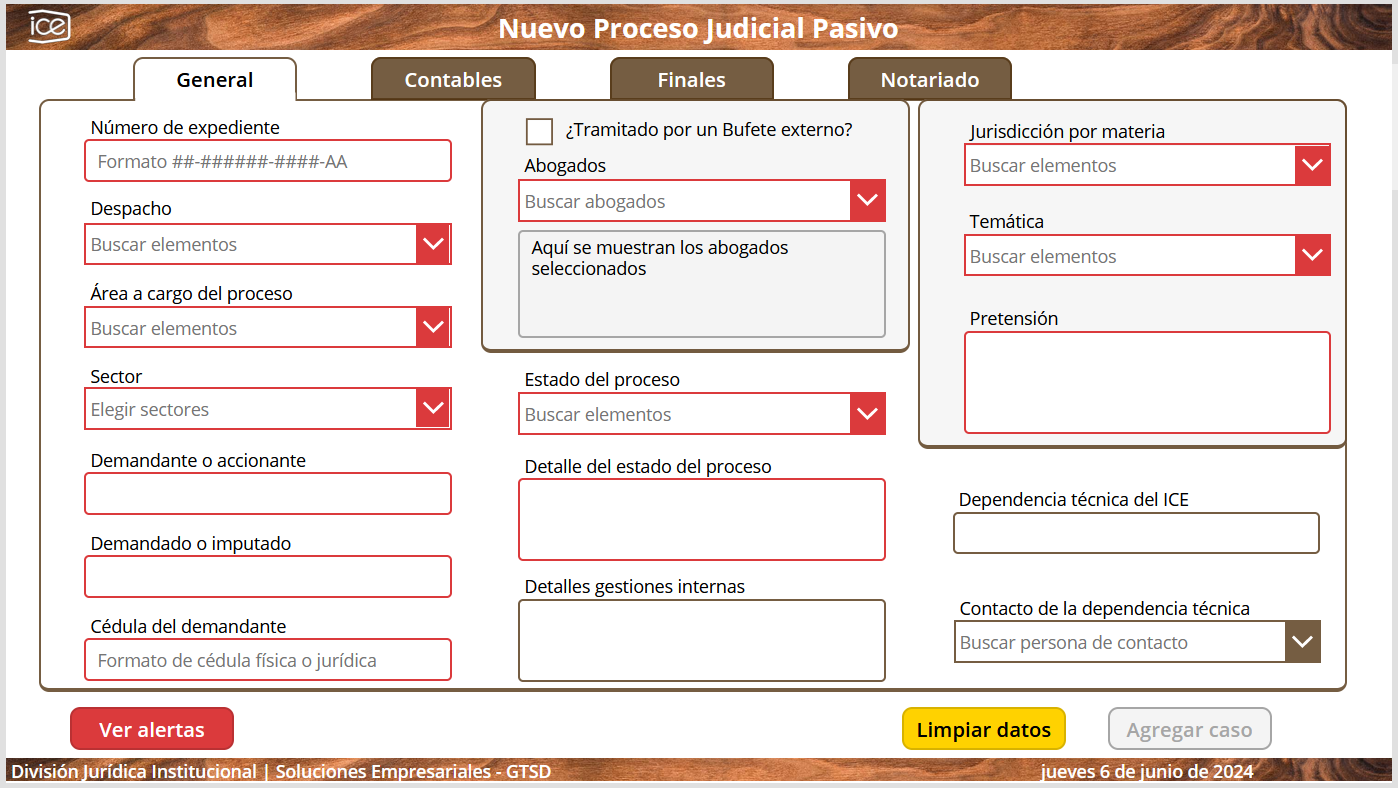 ice
Nuevo Proceso Judicial Pasivo
General
Contables
Finales
Notariado
Número de expediente
Formato ##-######-####-AA
Despacho
Buscar elementos
Área a cargo del proceso
Buscar elementos
Sector
Elegir sectores
Demandante o accionante
Demandado o imputado
Cédula del demandante
Formato de cédula física o jurídica
¿Tramitado por un Bufete externo?
Abogados
Buscar abogados
Aquí se muestran los abogados
seleccionados
Estado del proceso
Buscar elementos
Detalle del estado del proceso
Detalles gestiones internas
Jurisdicción por materia
Buscar elementos
Temática
Buscar elementos
Pretensión
Dependencia técnica del ICE
Contacto de la dependencia técnica
Buscar persona de contacto
Ver alertas
Limpiar datos
Agregar caso
División Jurídica Institucional | Soluciones Empresariales - GTSD
jueves 6 de junio de 2024